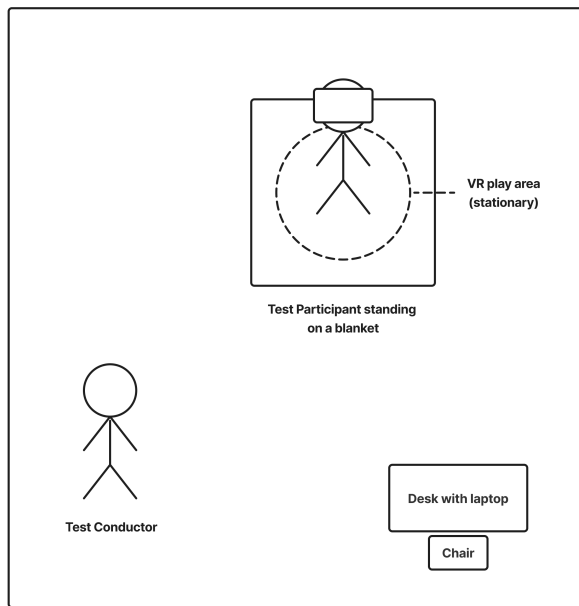 VR play area
(stationary)
Test Participant standing
on a blanket
Test Conductor
Desk with laptop
Chair